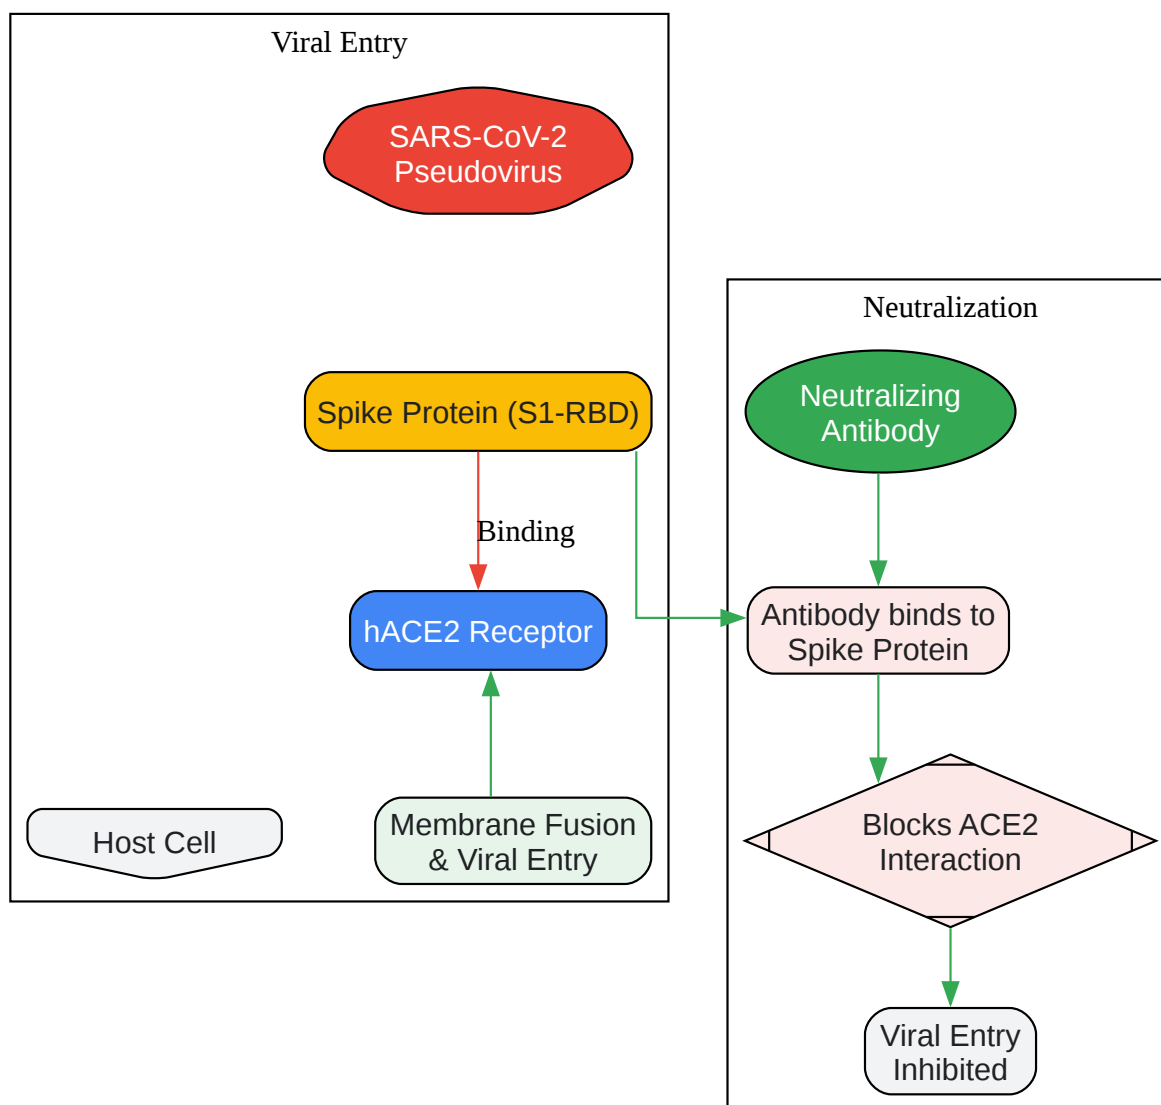 Viral Entry
SARS-CoV-2
Pseudovirus
Spike Protein (S1-RBD)
Binding
hACE2 Receptor
Host Cell
Membrane Fusion
& Viral Entry
Neutralization
Neutralizing
Antibody
Antibody binds to
Spike Protein
Blocks ACE2
Interaction
Viral Entry
Inhibited